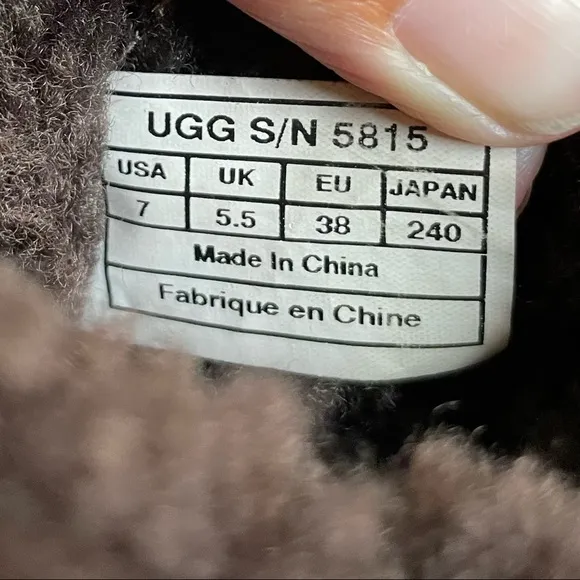 UGG S/N 5815
USA UK EU JAPAN
7 5.5 38 240
Made In China
Fabrique en Chine